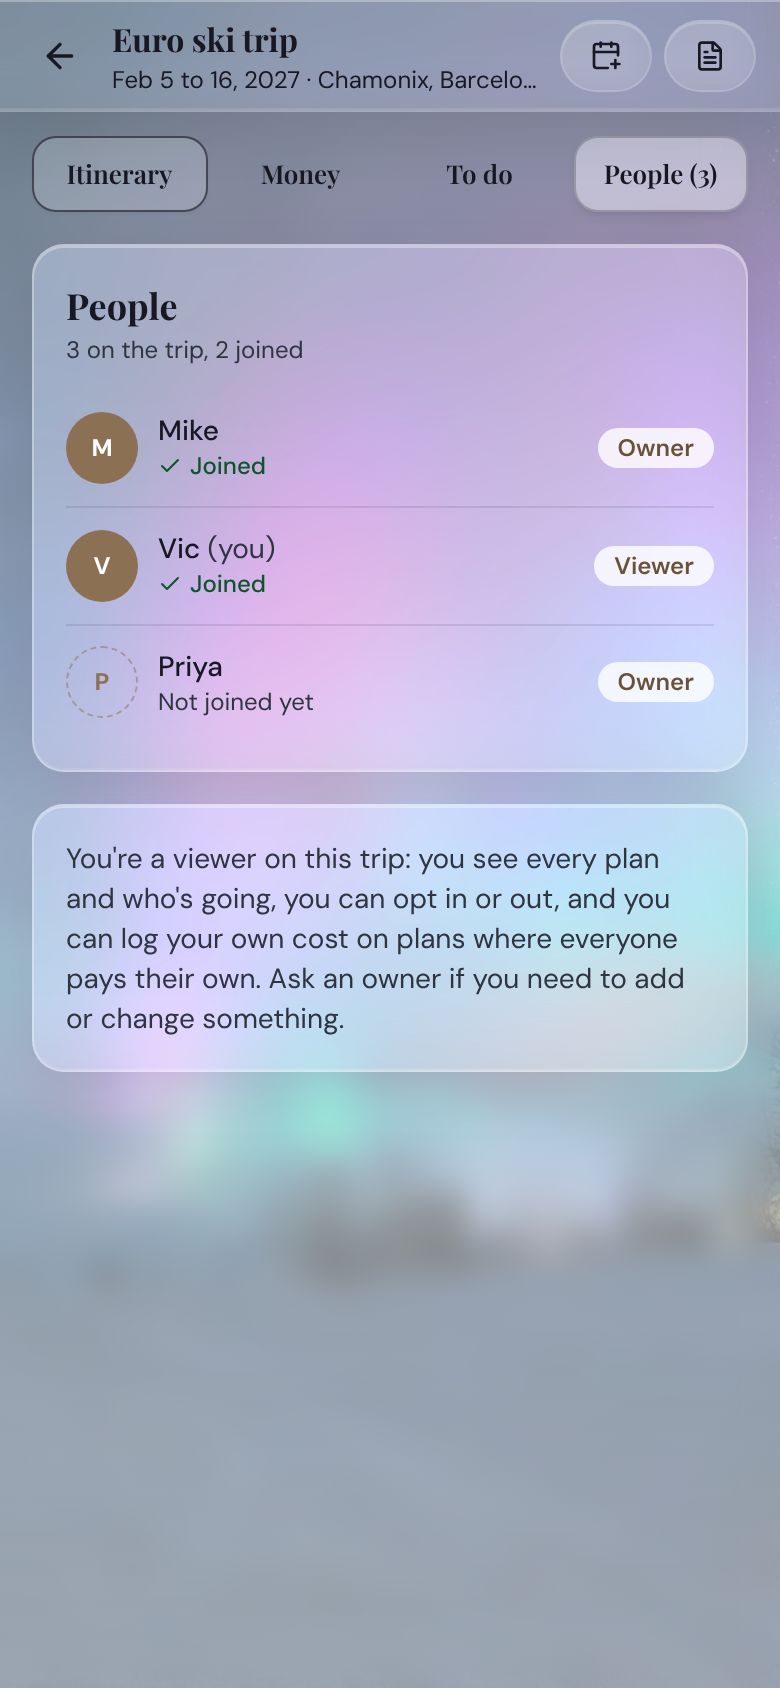 Euro ski trip
Feb 5 to 16, 2027 · Chamonix, Barcelo...
Itinerary
Money
To do
People (3)
People
3 on the trip, 2 joined
M
Mike
Joined
Owner
V
Vic (you)
Joined
Viewer
P
Priya
Not joined yet
Owner
You're a viewer on this trip: you see every plan
and who's going, you can opt in or out, and you
can log your own cost on plans where everyone
pays their own. Ask an owner if you need to add
or change something.